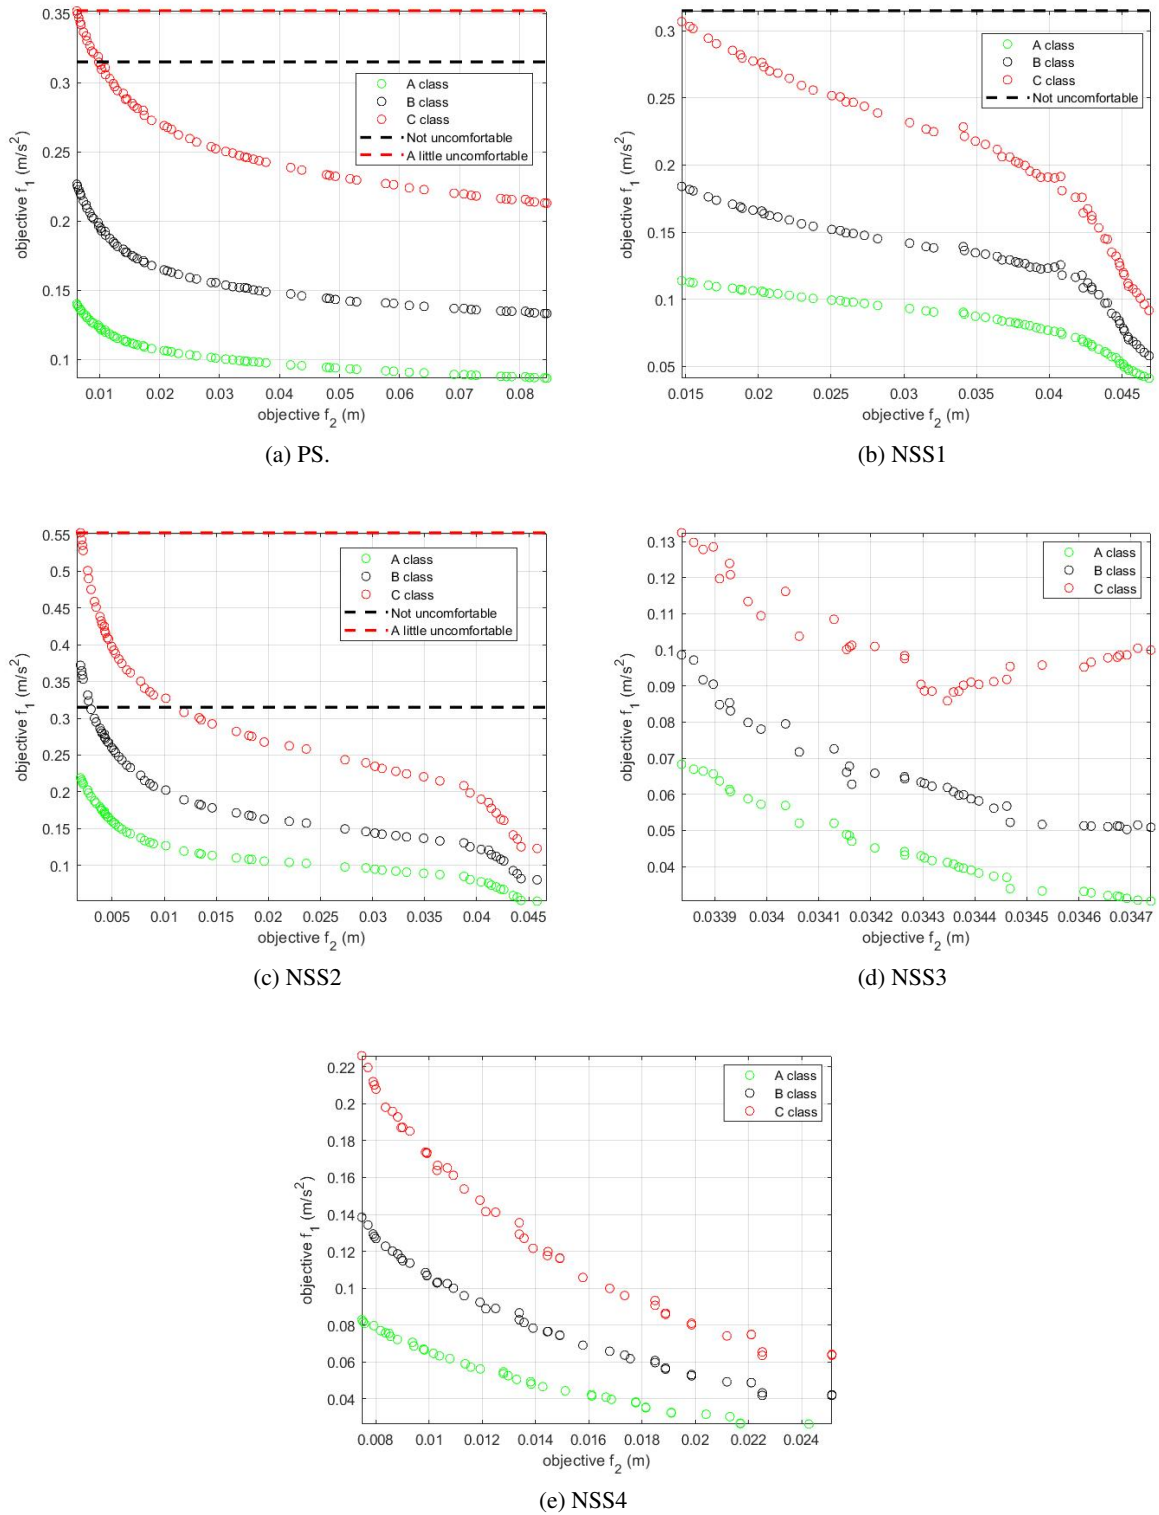 0.35
0.3
0.25
0.2
0.15
0.1
objective f1 (m/s2)
A class
B class
C class
Not uncomfortable
A little uncomfortable
0.01 0.02 0.03 0.04 0.05 0.06 0.07 0.08
objective f2 (m)
(a) PS.
0.3
0.25
0.2
0.15
0.1
0.05
objective f1 (m/s2)
A class
B class
C class
Not uncomfortable
0.015 0.02 0.025 0.03 0.035 0.04 0.045
objective f2 (m)
(b) NSS1
0.55
0.5
0.45
0.4
0.35
0.3
0.25
0.2
0.15
0.1
objective f1 (m/s2)
A class
B class
C class
Not uncomfortable
A little uncomfortable
0.005 0.01 0.015 0.02 0.025 0.03 0.035 0.04 0.045
objective f2 (m)
(c) NSS2
0.13
0.12
0.11
0.1
0.09
0.08
0.07
0.06
0.05
0.04
objective f1 (m/s2)
A class
B class
C class
0.0339 0.034 0.0341 0.0342 0.0343 0.0344 0.0345 0.0346 0.0347
objective f2 (m)
(d) NSS3
0.22
0.2
0.18
0.16
0.14
0.12
0.1
0.08
0.06
0.04
objective f1 (m/s2)
A class
B class
C class
0.008 0.01 0.012 0.014 0.016 0.018 0.02 0.022 0.024
objective f2 (m)
(e) NSS4